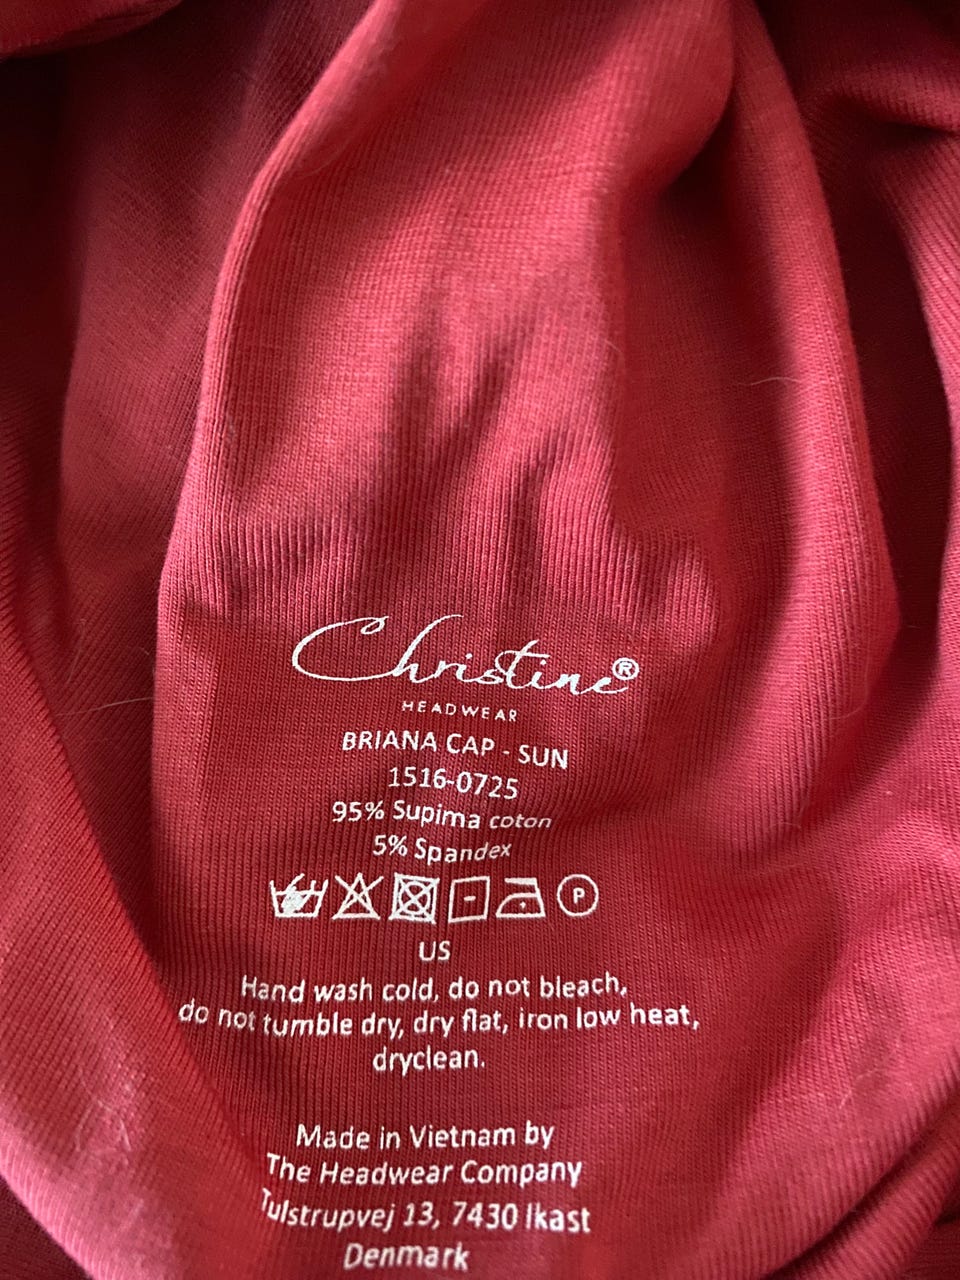 Christine®
HEADWEAR
BRIANA CAP - SUN
1516-0725
95% Supima coton
5% Spandex
P
US
Hand wash cold, do not bleach,
do not tumble dry, dry flat, iron low heat,
dryclean.
Made in Vietnam by
The Headwear Company
Tulstrupvej 13, 7430 Ikast
Denmark